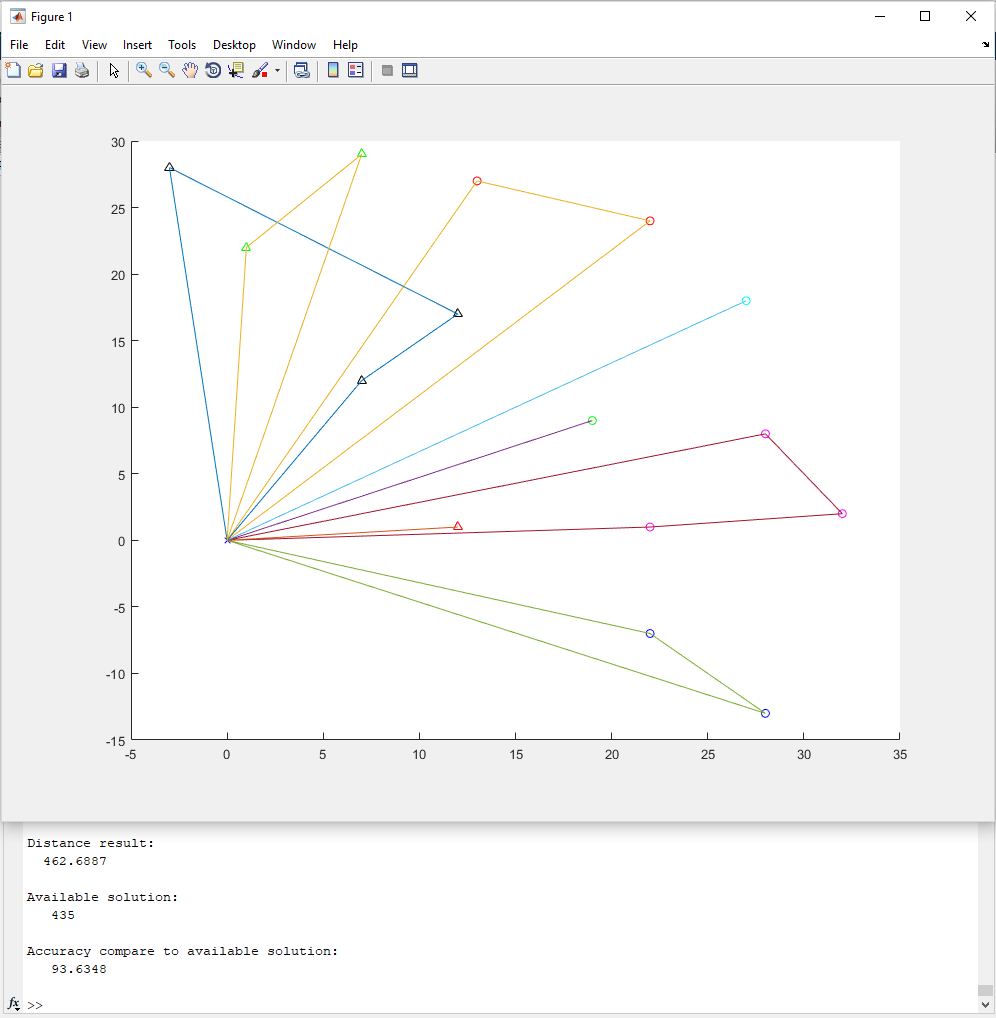 Figure 1
File Edit View Insert Tools Desktop Window Help
30
25
20
15
10
5
0
-5
-10
-15
-5 0 5 10 15 20 25 30 35
Distance result:
462.6887
Available solution:
435
Accuracy compare to available solution:
93.6348
fx >>